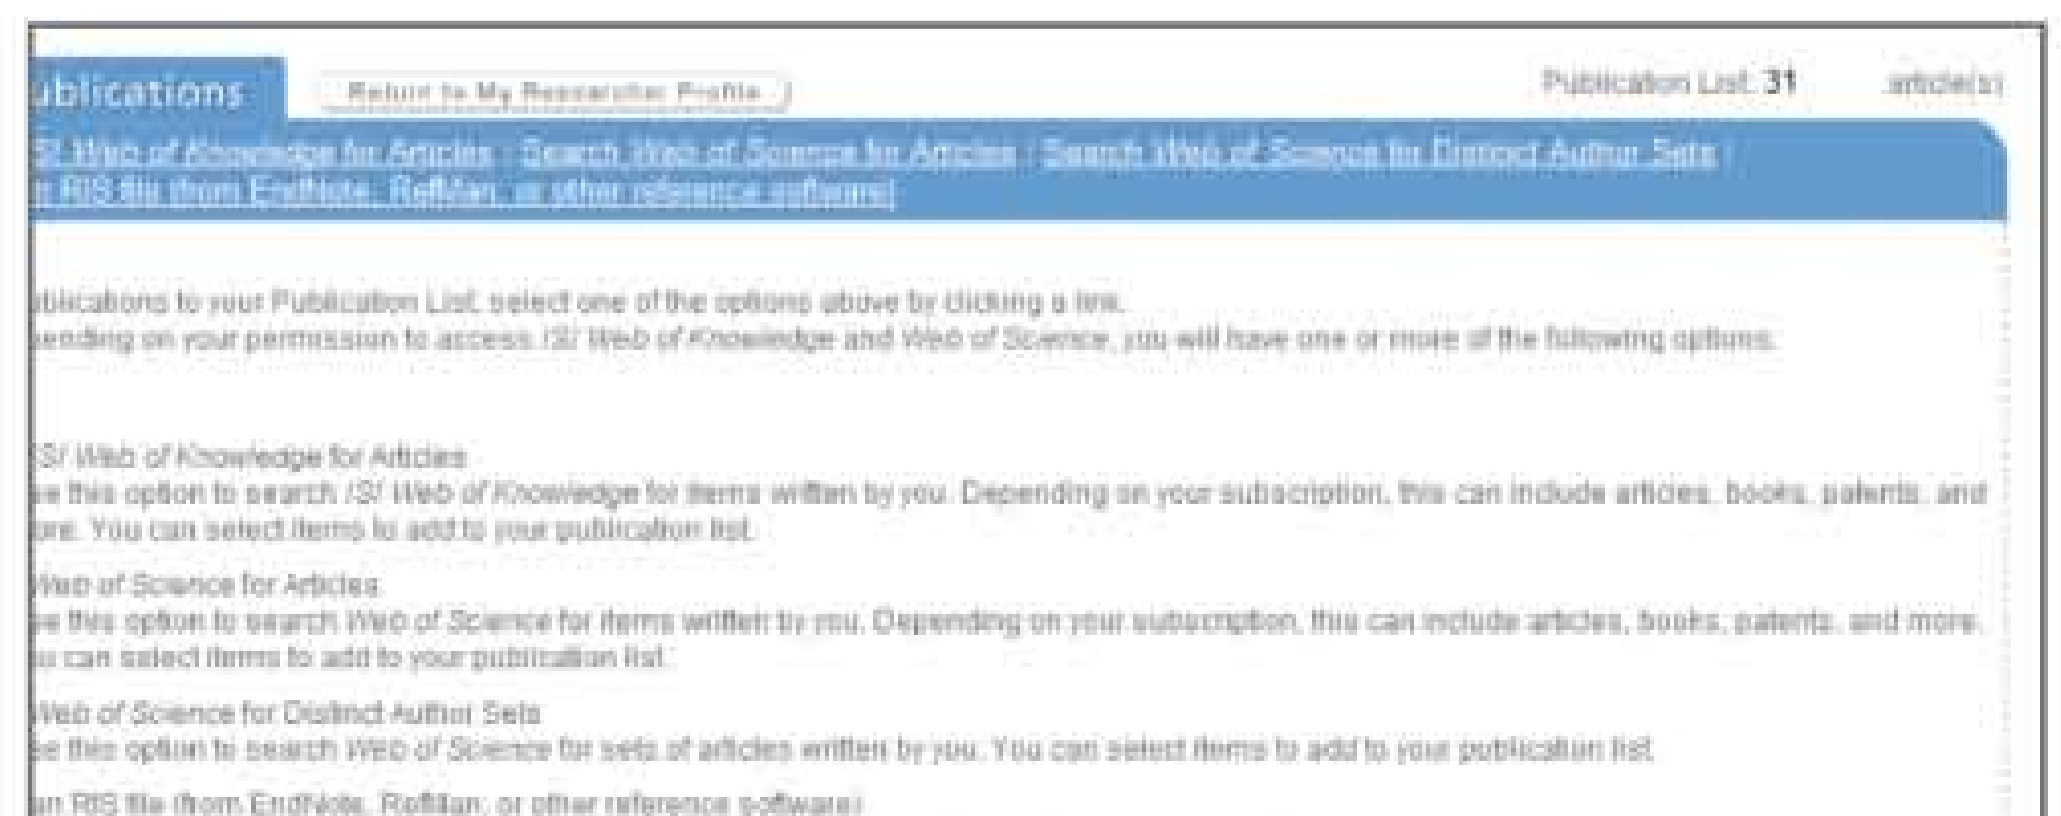 ublications Return to My Researcher Profile Publication List: 31 article(s)
SI Web of Knowledge for Articles | Search Web of Science for Articles | Search Web of Science for Distinct Author Sets |
n RIS file (from EndNote, RefMan, or other reference software)
ublications to your Publication List, select one of the options above by clicking a link.
pending on your permission to access ISI Web of Knowledge and Web of Science, you will have one or more of the following options.
SI Web of Knowledge for Articles
se this option to search ISI Web of Knowledge for items written by you. Depending on your subscription, this can include articles, books, patents, and
ore. You can select items to add to your publication list.
Web of Science for Articles
se this option to search Web of Science for items written by you. Depending on your subscription, this can include articles, books, patents, and more.
ou can select items to add to your publication list.
Web of Science for Distinct Author Sets
se this option to search Web of Science for sets of articles written by you. You can select items to add to your publication list.
an RIS file (from EndNote, RefMan, or other reference software)